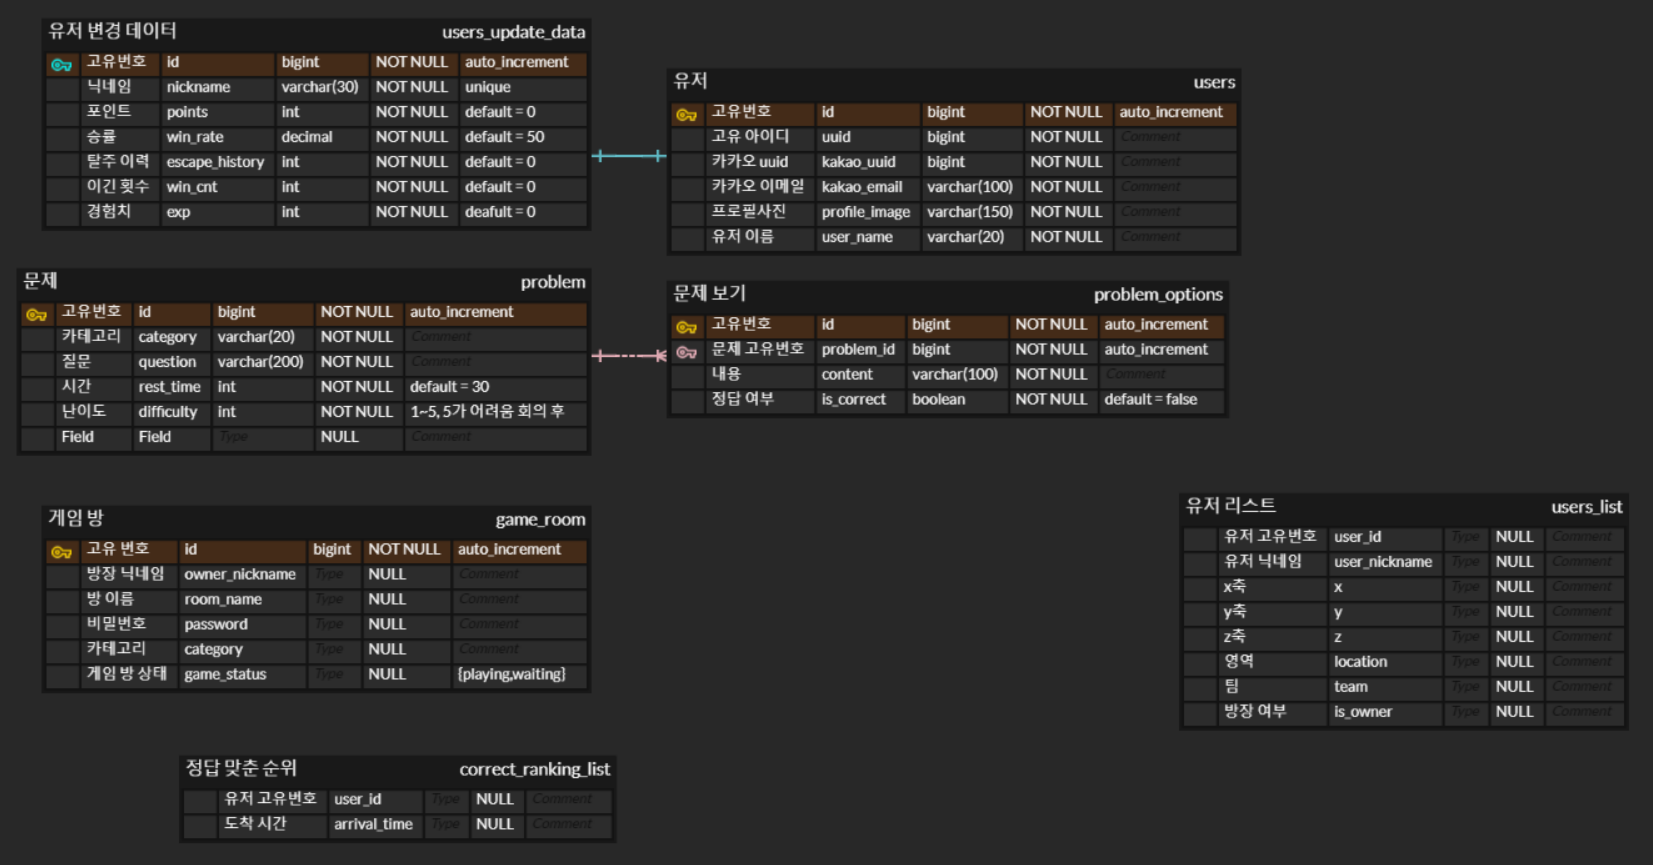 유저 변경 데이터 users_update_data
고유번호 id bigint NOT NULL auto_increment
닉네임 nickname varchar(30) NOT NULL unique
포인트 points int NOT NULL default = 0
승률 win_rate decimal NOT NULL default = 50
탈주 이력 escape_history int NOT NULL default = 0
이긴 횟수 win_cnt int NOT NULL default = 0
경험치 exp int NOT NULL deafult = 0
유저 users
고유번호 id bigint NOT NULL auto_increment
고유 아이디 uuid bigint NOT NULL Comment
카카오 uuid kakao_uuid bigint NOT NULL Comment
카카오 이메일 kakao_email varchar(100) NOT NULL Comment
프로필사진 profile_image varchar(150) NOT NULL Comment
유저 이름 user_name varchar(20) NOT NULL Comment
문제 problem
고유번호 id bigint NOT NULL auto_increment
카테고리 category varchar(20) NOT NULL Comment
질문 question varchar(200) NOT NULL Comment
시간 rest_time int NOT NULL default = 30
난이도 difficulty int NOT NULL 1~5, 5가 어려움 회의 후
Field Field Type NULL Comment
문제 보기 problem_options
고유번호 id bigint NOT NULL auto_increment
문제 고유번호 problem_id bigint NOT NULL auto_increment
내용 content varchar(100) NOT NULL Comment
정답 여부 is_correct boolean NOT NULL default = false
게임 방 game_room
고유 번호 id bigint NOT NULL auto_increment
방장 닉네임 owner_nickname Type NULL Comment
방 이름 room_name Type NULL Comment
비밀번호 password Type NULL Comment
카테고리 category Type NULL Comment
게임 방 상태 game_status Type NULL {playing,waiting}
유저 리스트 users_list
유저 고유번호 user_id Type NULL Comment
유저 닉네임 user_nickname Type NULL Comment
x축 x Type NULL Comment
y축 y Type NULL Comment
z축 z Type NULL Comment
영역 location Type NULL Comment
팀 team Type NULL Comment
방장 여부 is_owner Type NULL Comment
정답 맞춘 순위 correct_ranking_list
유저 고유번호 user_id Type NULL Comment
도착 시간 arrival_time Type NULL Comment